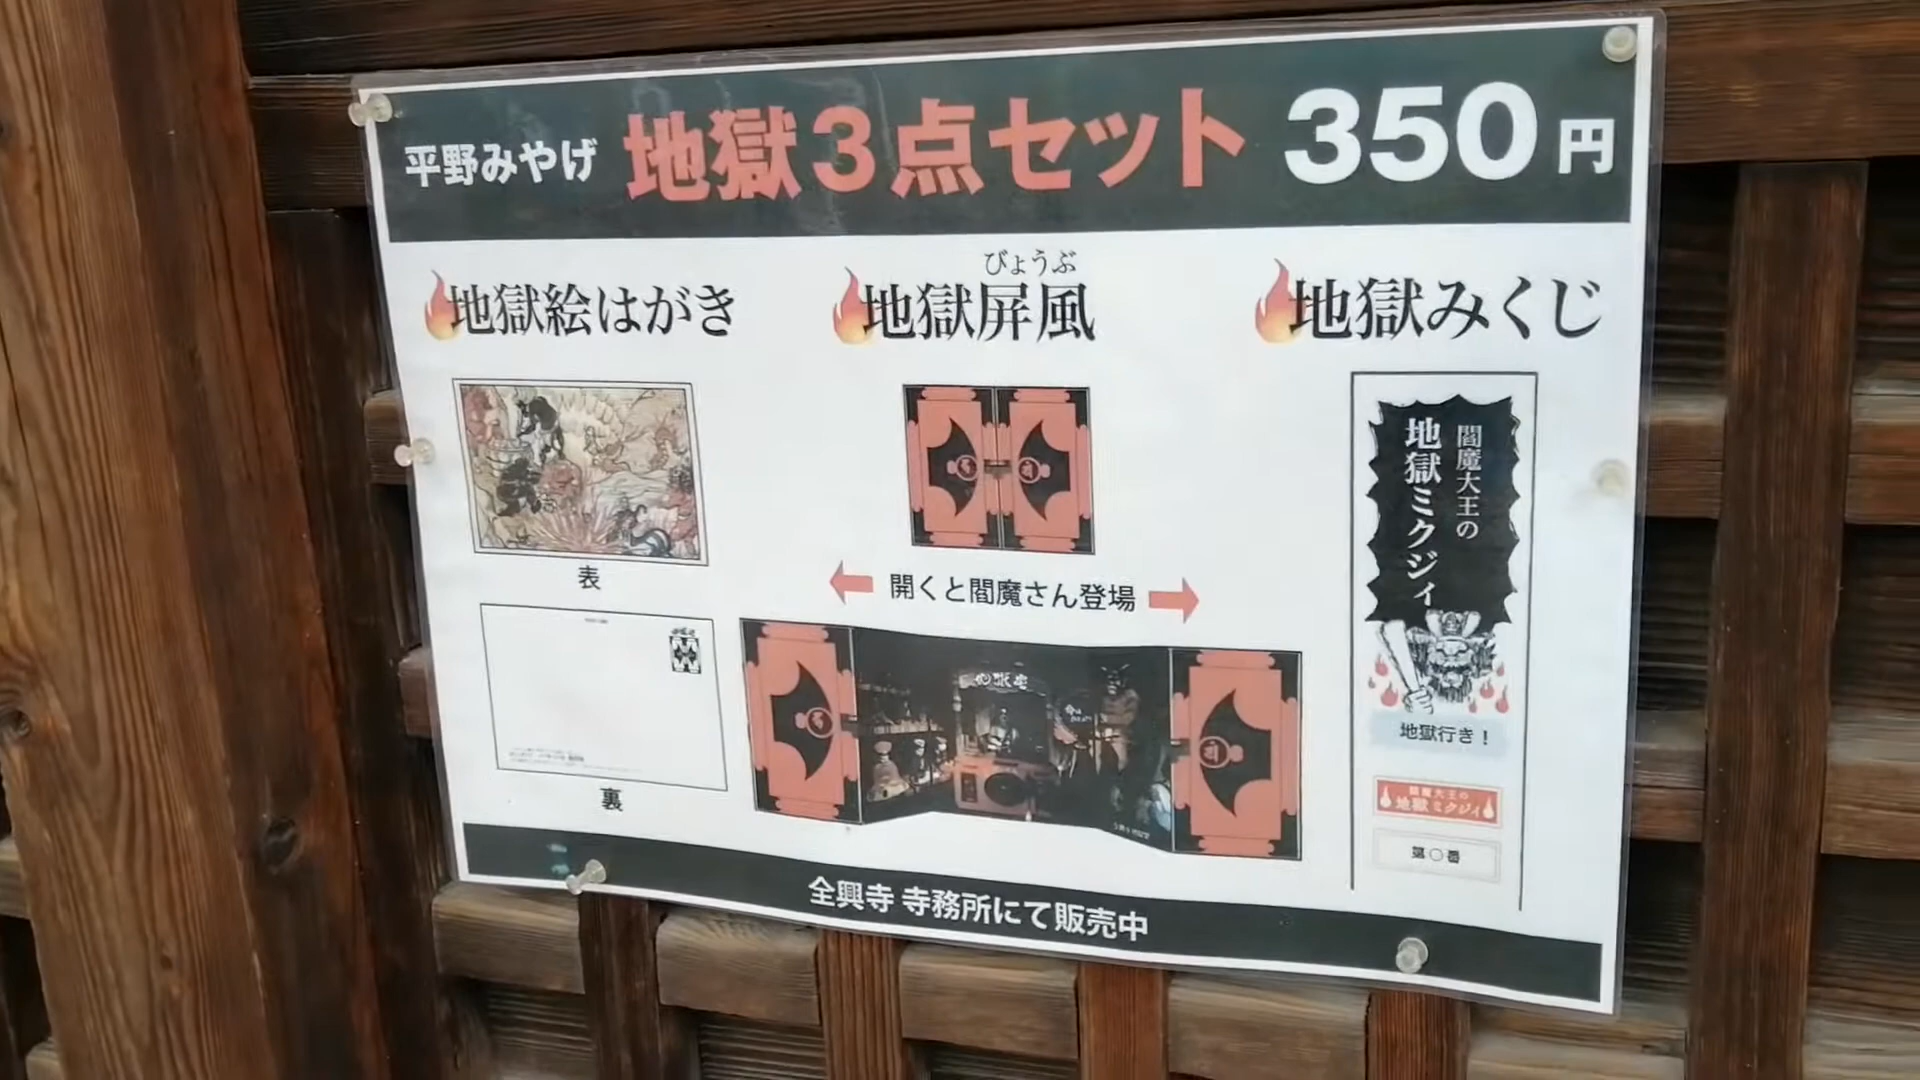 平野みやげ 地獄3点セット 350円
地獄絵はがき
びょうぶ
地獄屏風
地獄みくじ
表
裏
開くと閻魔さん登場
閻魔大王の
地獄ミクジィ
地獄行き！
閻魔大王の
地獄ミクジィ
第○番
全興寺 寺務所にて販売中